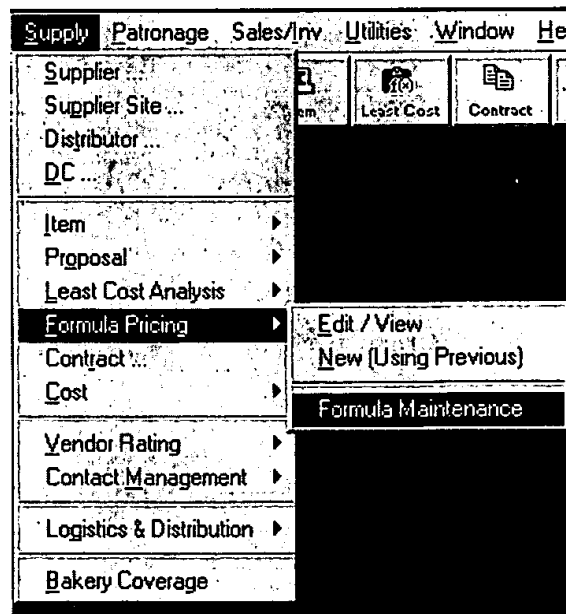 Supply Patronage Sales/Inv. Utilities Window He
Supplier ...
Supplier Site ...
Distributor ...
DC ...
em Least Cost Contract
Item
Proposal
Least Cost Analysis
Formula Pricing
Edit / View
Contract ...
New (Using Previous)
Cost
Formula Maintenance
Vendor Rating
Contact Management
Logistics & Distribution
Bakery Coverage